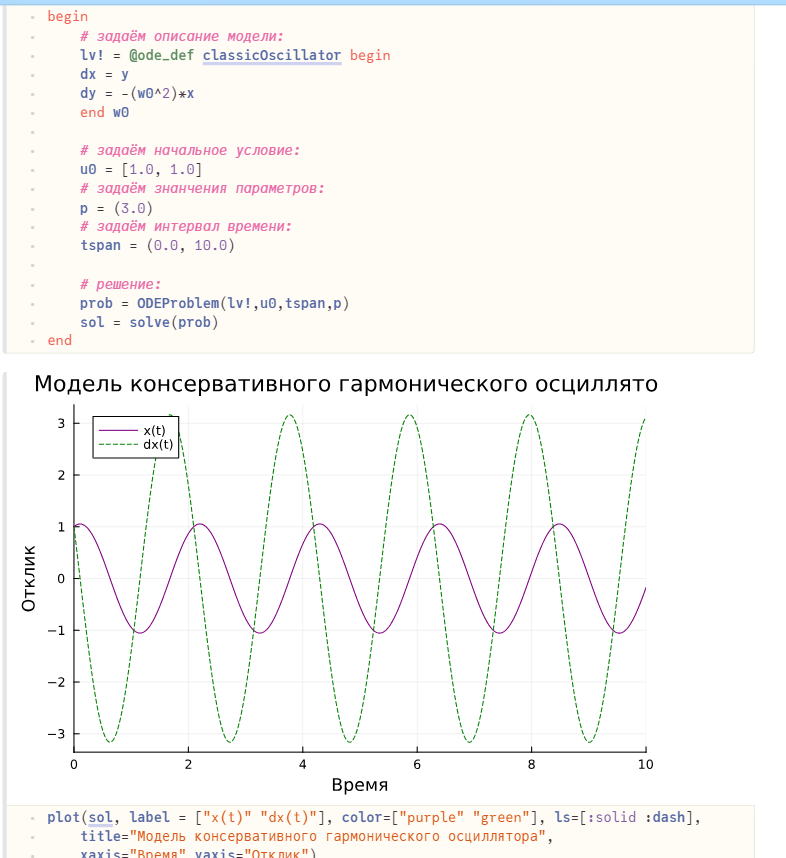 begin
# задаём описание модели:
lv! = @ode_def classicOscillator begin
dx = y
dy = -(w0^2)*x
end w0
# задаём начальное условие:
u0 = [1.0, 1.0]
# задаём знанчения параметров:
p = (3.0)
# задаём интервал времени:
tspan = (0.0, 10.0)
# решение:
prob = ODEProblem(lv!,u0,tspan,p)
sol = solve(prob)
end
Модель консервативного гармонического осциллято
x(t)
dx(t)
3
2
1
0
−1
−2
−3
Отклик
0 2 4 6 8 10
Время
plot(sol, label = ["x(t)" "dx(t)"], color=["purple" "green"], ls=[:solid :dash],
title="Модель консервативного гармонического осциллятора",
xaxis="Время",yaxis="Отклик")